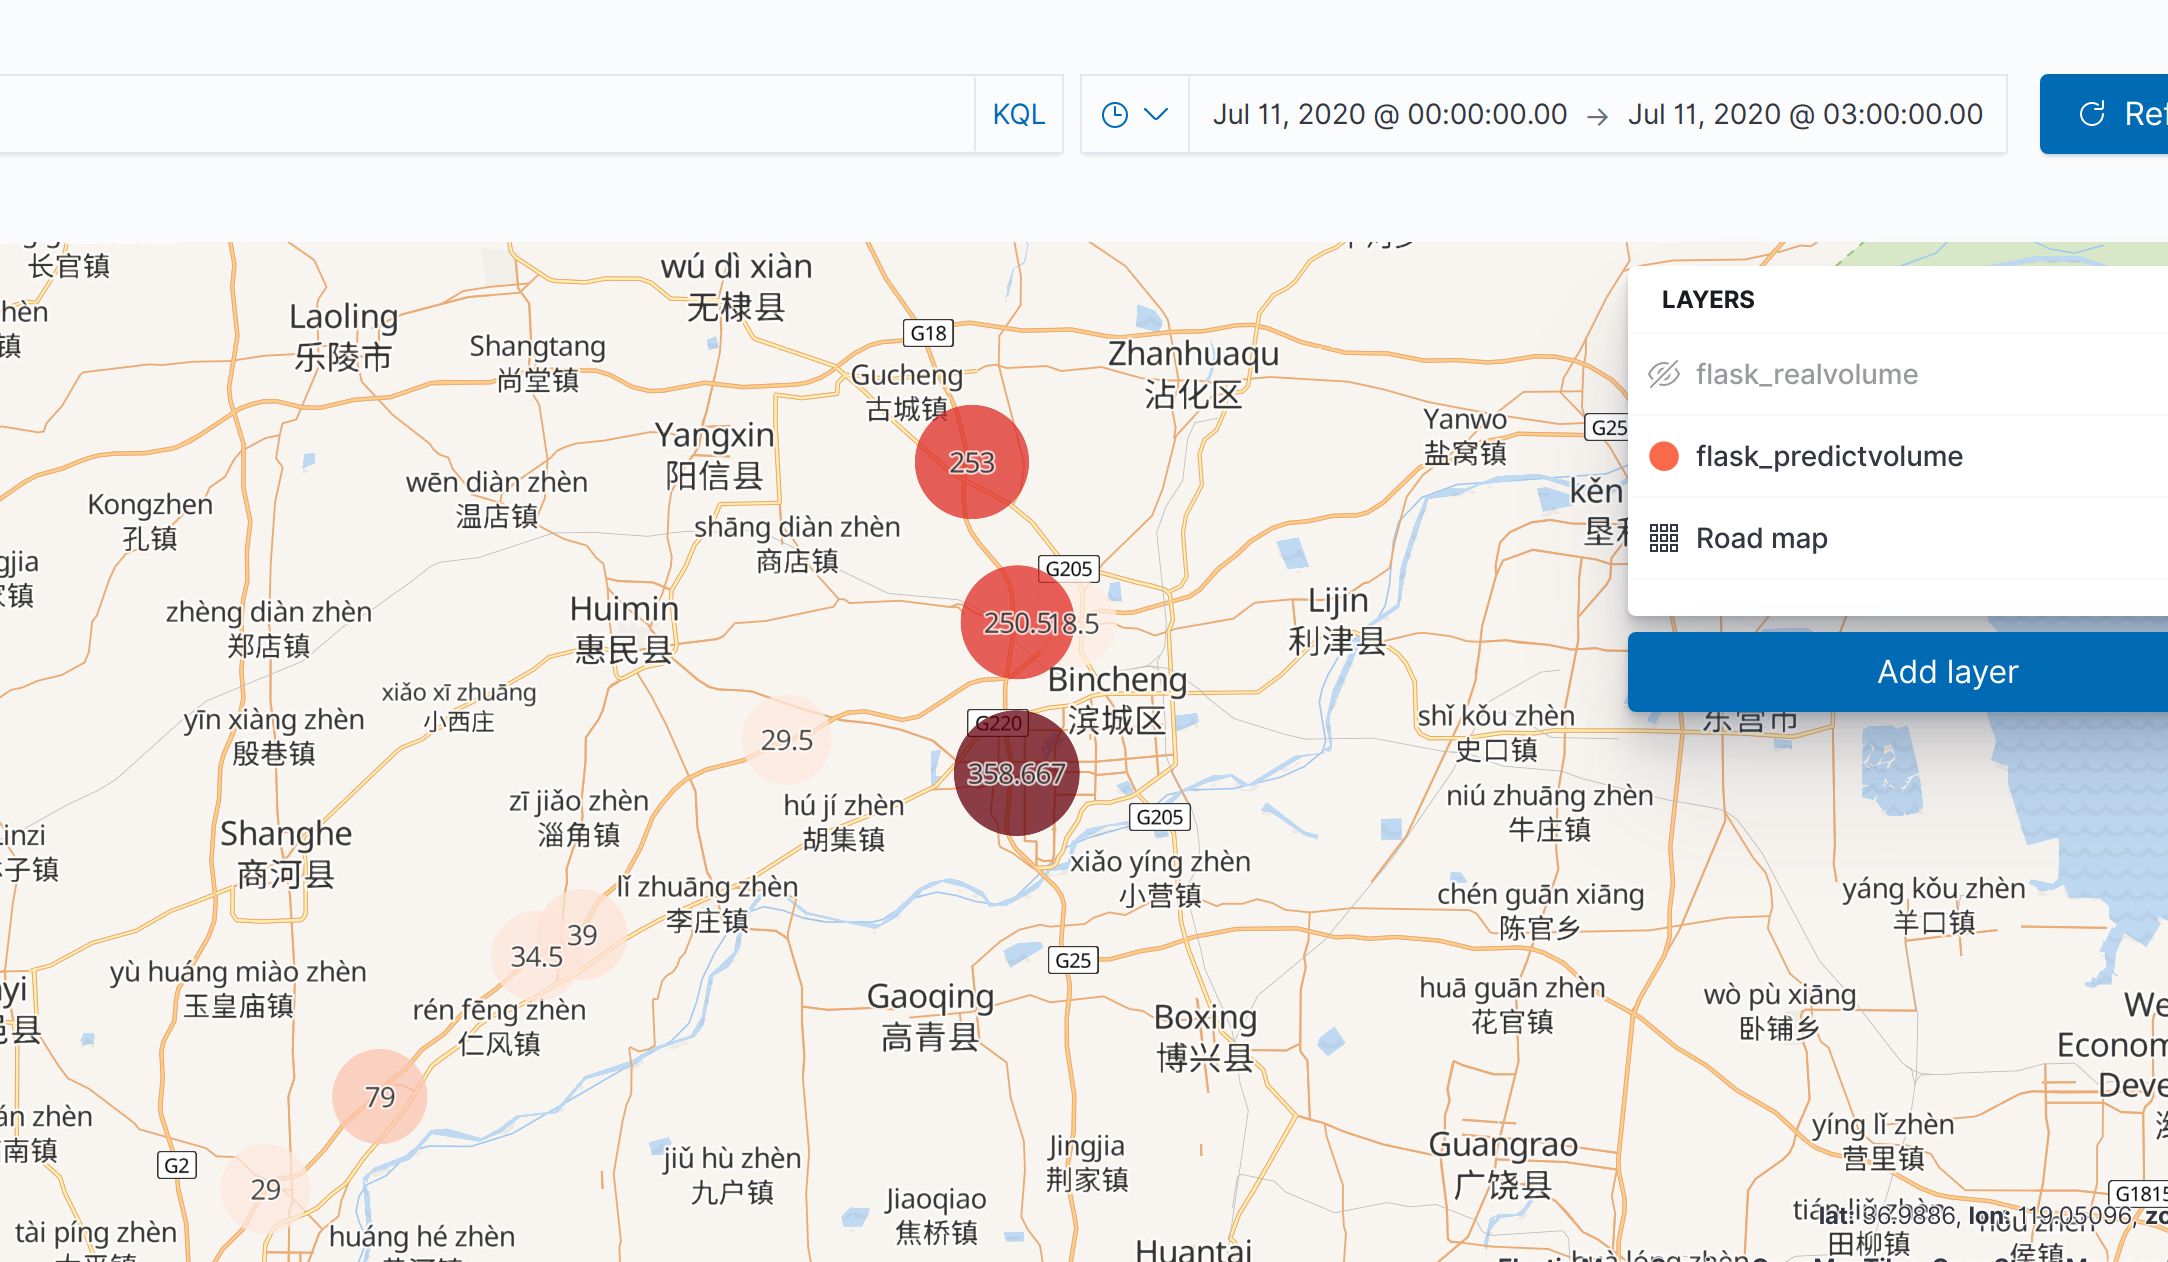 KQL
Jul 11, 2020 @ 00:00:00.00 → Jul 11, 2020 @ 03:00:00.00
LAYERS
flask_realvolume
flask_predictvolume
Road map
Add layer
长官镇
wú dì xiàn
无棣县
Laoling
乐陵市
Shangtang
尚堂镇
G18
Gucheng
古城镇
Zhanhuaqu
沾化区
Yanwo
盐窝镇
G25
Yangxin
阳信县
253
wēn diàn zhèn
温店镇
kěn
Kongzhen
孔镇
shāng diàn zhèn
商店镇
G205
zhèng diàn zhèn
郑店镇
Huimin
惠民县
250.5
18.5
Lijin
利津县
Bincheng
滨城区
xiǎo xī zhuāng
小西庄
yīn xiàng zhèn
殷巷镇
G220
29.5
358.667
shǐ kǒu zhèn
史口镇
东营市
zī jiǎo zhèn
淄角镇
hú jí zhèn
胡集镇
G205
niú zhuāng zhèn
牛庄镇
Shanghe
商河县
xiǎo yíng zhèn
小营镇
lǐ zhuāng zhèn
李庄镇
chén guān xiāng
陈官乡
yáng kǒu zhèn
羊口镇
39
34.5
G25
yù huáng miào zhèn
玉皇庙镇
rén fēng zhèn
仁风镇
Gaoqing
高青县
Boxing
博兴县
huā guān zhèn
花官镇
wò pù xiāng
卧铺乡
79
G2
29
jiǔ hù zhèn
九户镇
Jingjia
荆家镇
Guangrao
广饶县
yíng lǐ zhèn
营里镇
G1815
tài píng zhèn
huáng hé zhèn
Jiaoqiao
焦桥镇
Huantai
lat: 36.9886, lon: 119.05096,
田柳镇
侯镇